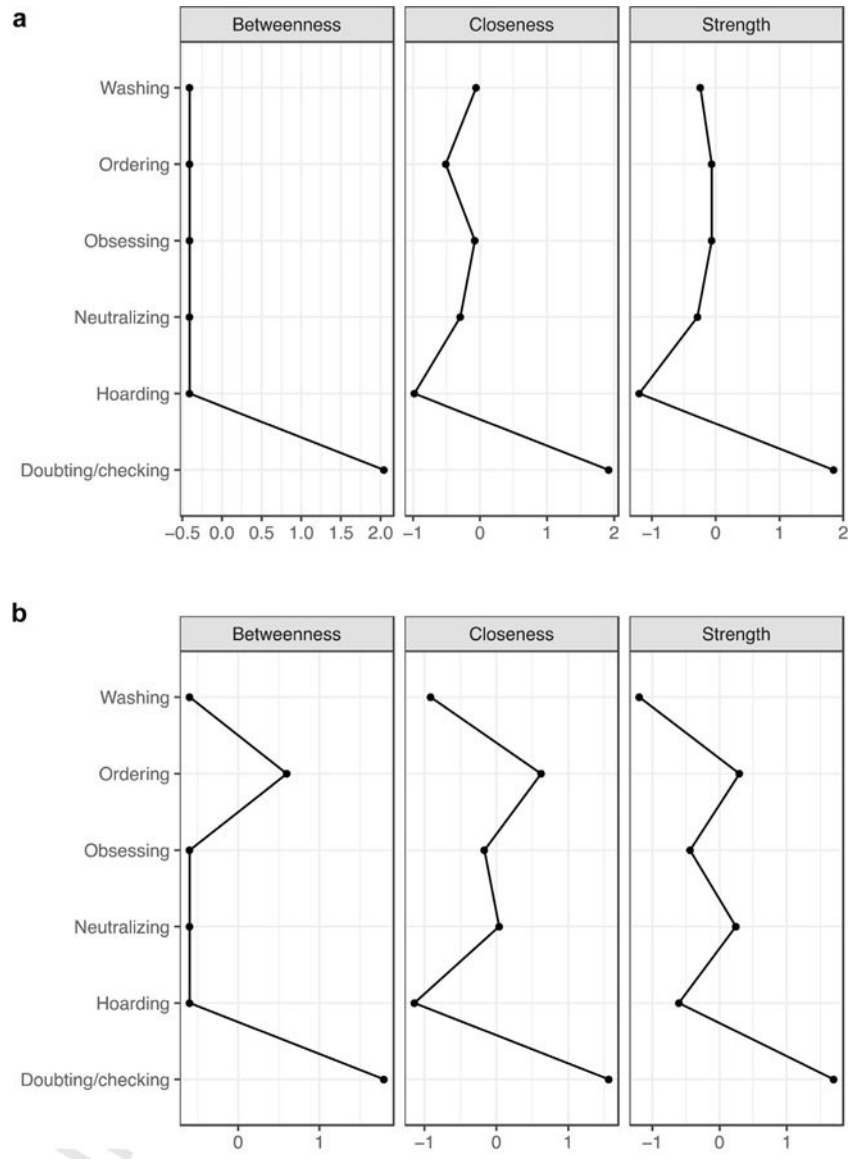 a
Betweenness Closeness Strength
Washing
Ordering
Obsessing
Neutralizing
Hoarding
Doubting/checking
−0.5 0.0 0.5 1.0 1.5 2.0 −1 0 1 2 −1 0 1 2
b
Betweenness Closeness Strength
Washing
Ordering
Obsessing
Neutralizing
Hoarding
Doubting/checking
0 1 −1 0 1 −1 0 1